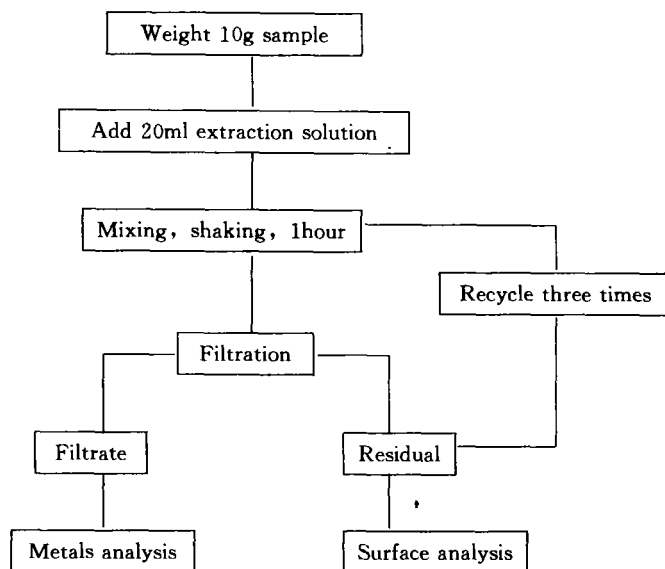 Weight 10g sample
Add 20ml extraction solution
Mixing, shaking, 1hour
Recycle three times
Filtration
Filtrate
Residual
Metals analysis
Surface analysis